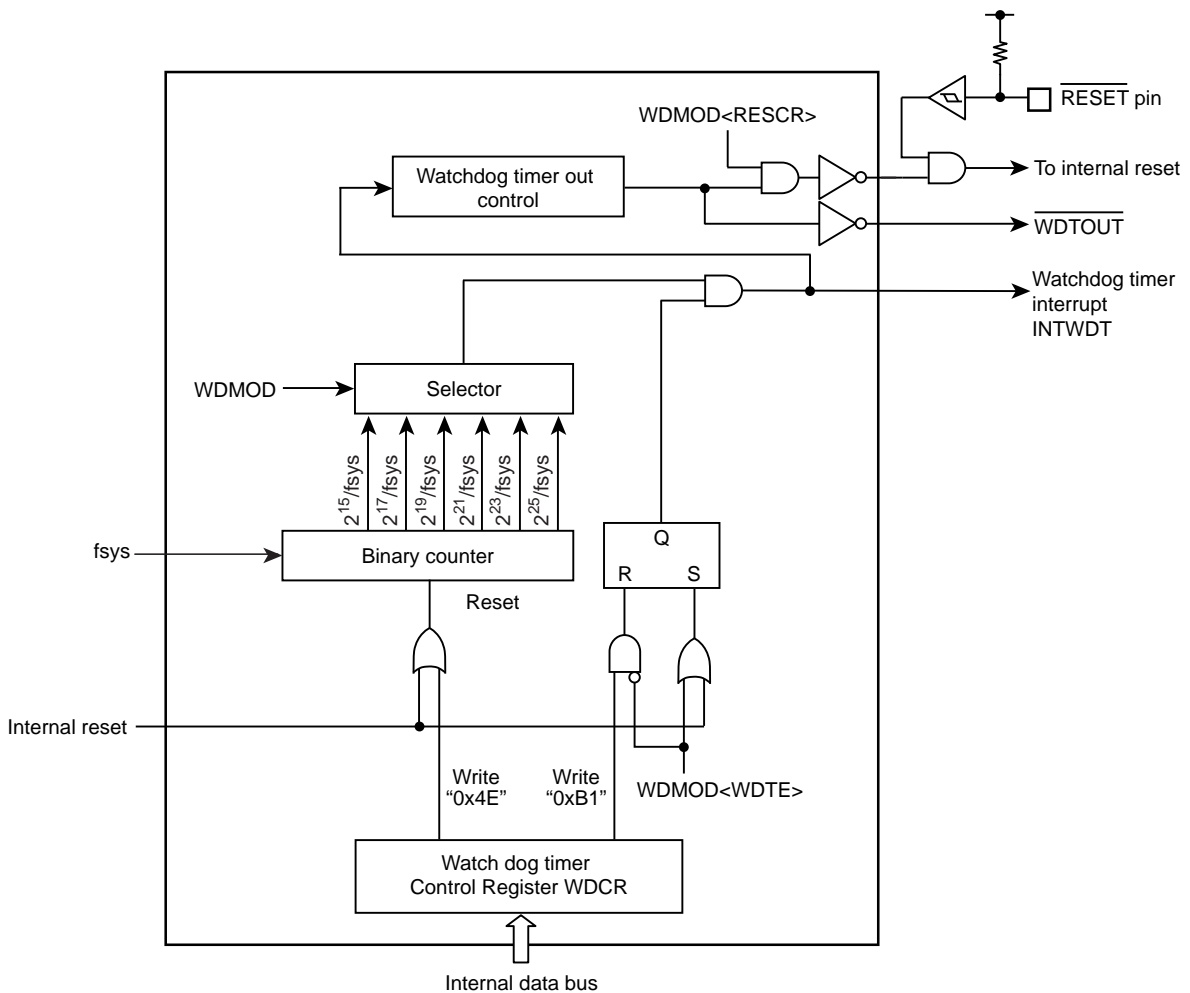 RESET pin
WDMOD<RESCR>
Watchdog timer out
control
To internal reset
WDTOUT
Watchdog timer
interrupt
INTWDT
WDMOD
Selector
2^15/fsys
2^17/fsys
2^19/fsys
2^21/fsys
2^23/fsys
2^25/fsys
fsys
Binary counter
Q
R S
Reset
Internal reset
Write
“0x4E”
Write
“0xB1”
WDMOD<WDTE>
Watch dog timer
Control Register WDCR
Internal data bus